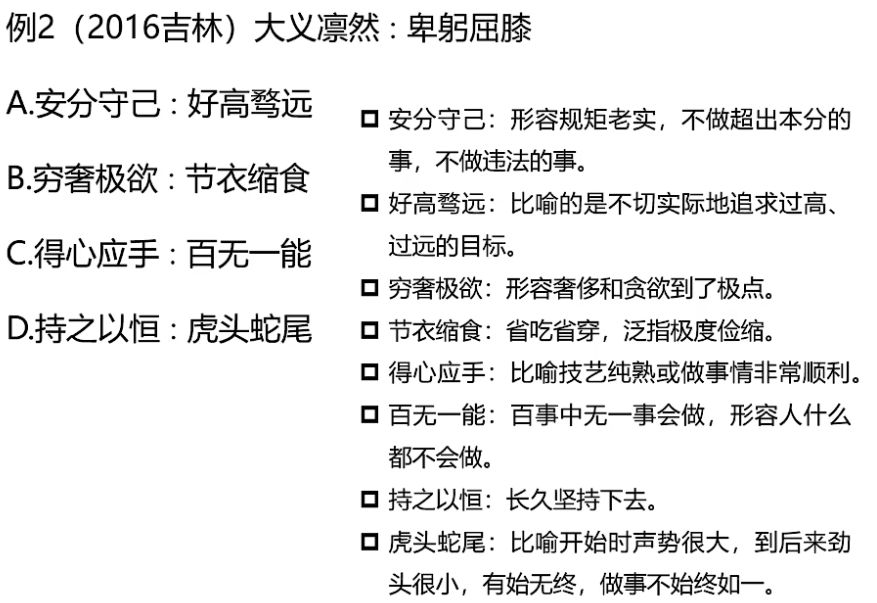 例2（2016吉林）大义凛然：卑躬屈膝
A.安分守己：好高骛远
B.穷奢极欲：节衣缩食
C.得心应手：百无一能
D.持之以恒：虎头蛇尾
安分守己：形容规矩老实，不做超出本分的
事，不做违法的事。
好高骛远：比喻的是不切实际地追求过高、
过远的目标。
穷奢极欲：形容奢侈和贪欲到了极点。
节衣缩食：省吃省穿，泛指极度俭缩。
得心应手：比喻技艺纯熟或做事情非常顺利。
百无一能：百事中无一事会做，形容人什么
都不会做。
持之以恒：长久坚持下去。
虎头蛇尾：比喻开始时声势很大，到后来劲
头很小，有始无终，做事不始终如一。